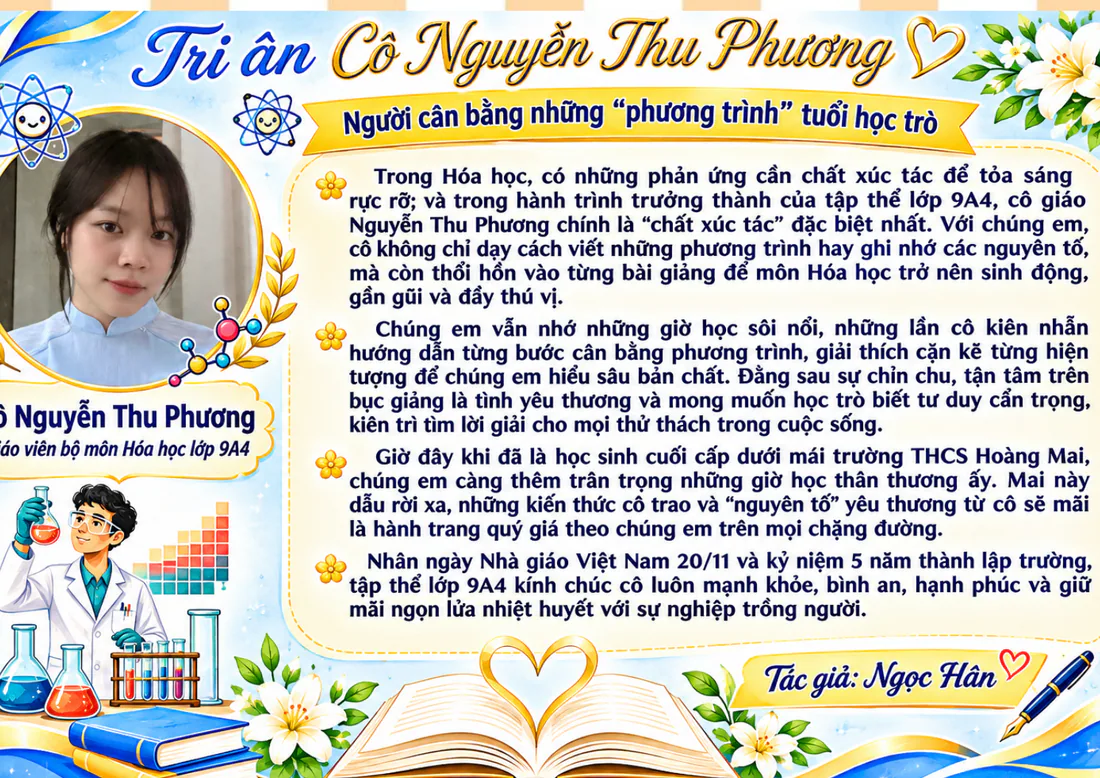 Tri ân Cô Nguyễn Thu Phương
Người cân bằng những “phương trình” tuổi học trò
Trong Hóa học, có những phản ứng cần chất xúc tác để tỏa sáng
rực rỡ; và trong hành trình trưởng thành của tập thể lớp 9A4, cô giáo
Nguyễn Thu Phương chính là “chất xúc tác” đặc biệt nhất. Với chúng em,
cô không chỉ dạy cách viết những phương trình hay ghi nhớ các nguyên tố,
mà còn thổi hồn vào từng bài giảng để môn Hóa học trở nên sinh động,
gần gũi và đầy thú vị.
Chúng em vẫn nhớ những giờ học sôi nổi, những lần cô kiên nhẫn
hướng dẫn từng bước cân bằng phương trình, giải thích cặn kẽ từng hiện
tượng để chúng em hiểu sâu bản chất. Đằng sau sự chỉn chu, tận tâm trên
bục giảng là tình yêu thương và mong muốn học trò biết tư duy cẩn trọng,
kiên trì tìm lời giải cho mọi thử thách trong cuộc sống.
Giờ đây khi đã là học sinh cuối cấp dưới mái trường THCS Hoàng Mai,
chúng em càng thêm trân trọng những giờ học thân thương ấy. Mai này
dẫu rời xa, những kiến thức cô trao và “nguyên tố” yêu thương từ cô sẽ mãi
là hành trang quý giá theo chúng em trên mọi chặng đường.
Nhân ngày Nhà giáo Việt Nam 20/11 và kỷ niệm 5 năm thành lập trường,
tập thể lớp 9A4 kính chúc cô luôn mạnh khỏe, bình an, hạnh phúc và giữ
mãi ngọn lửa nhiệt huyết với sự nghiệp trồng người.
ô Nguyễn Thu Phương
iáo viên bộ môn Hóa học lớp 9A4
Tác giả: Ngọc Hân